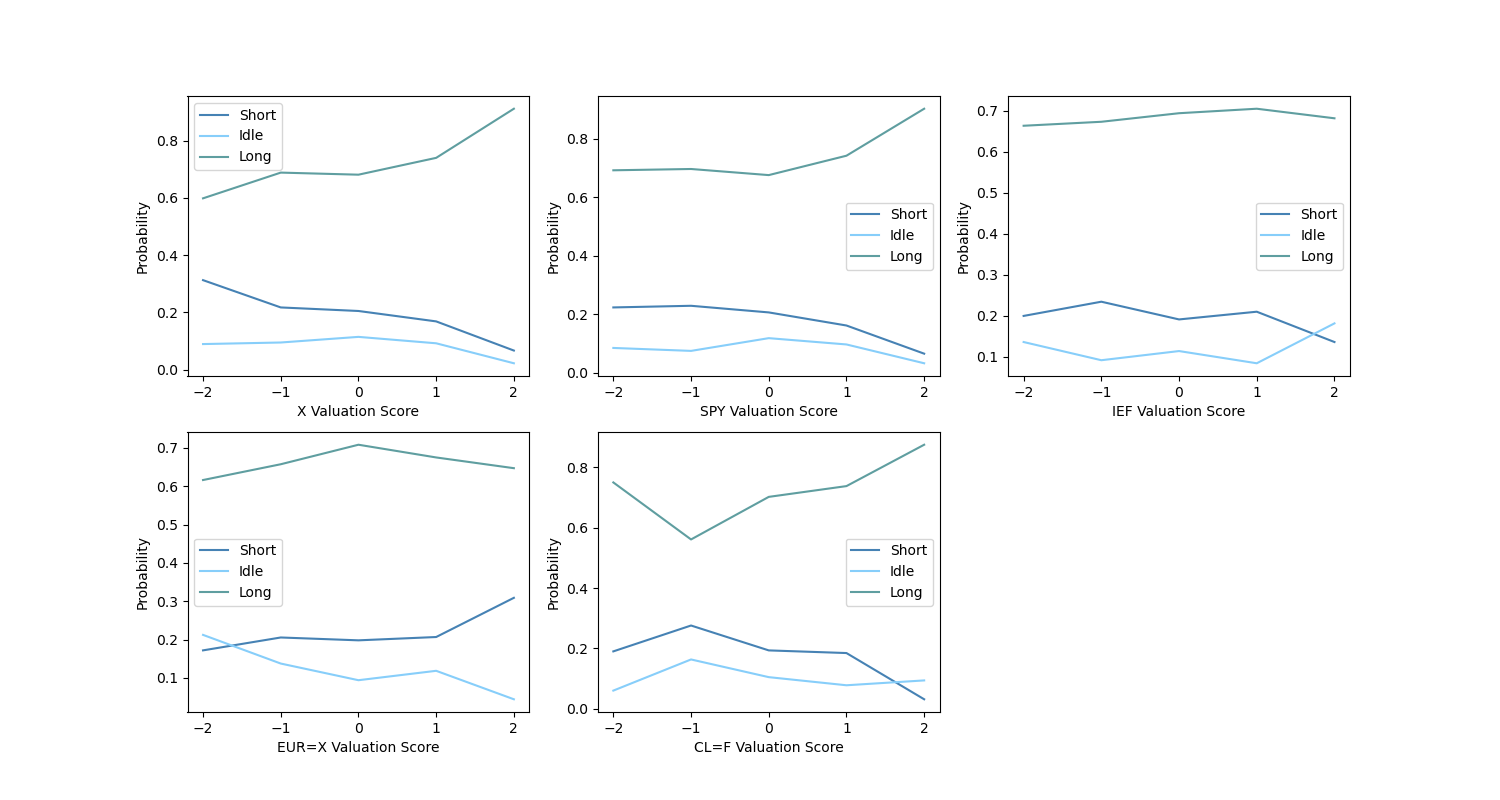 Probability
0.8
0.6
0.4
0.2
0.0
Short
Idle
Long
−2 −1 0 1 2
X Valuation Score
Probability
0.8
0.6
0.4
0.2
0.0
Short
Idle
Long
−2 −1 0 1 2
SPY Valuation Score
Probability
0.7
0.6
0.5
0.4
0.3
0.2
0.1
Short
Idle
Long
−2 −1 0 1 2
IEF Valuation Score
Probability
0.7
0.6
0.5
0.4
0.3
0.2
0.1
Short
Idle
Long
−2 −1 0 1 2
EUR=X Valuation Score
Probability
0.8
0.6
0.4
0.2
0.0
Short
Idle
Long
−2 −1 0 1 2
CL=F Valuation Score